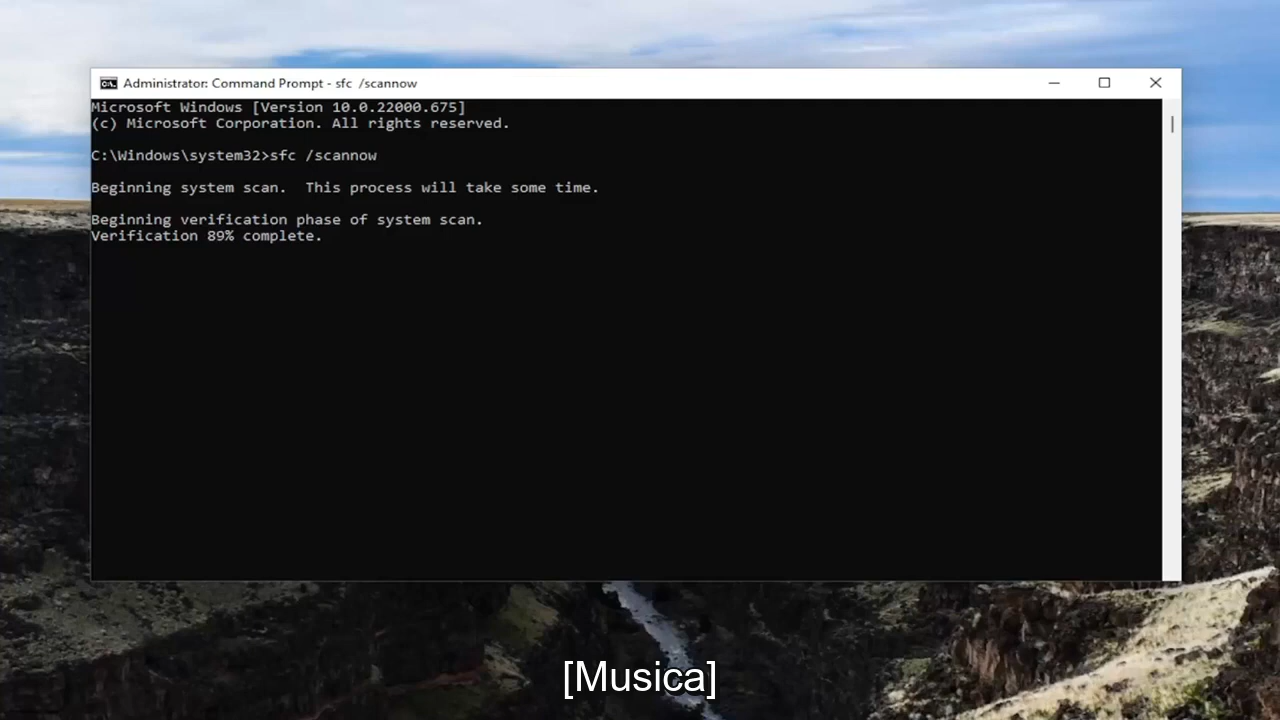 Administrator: Command Prompt - sfc  /scannow
Microsoft Windows [Version 10.0.22000.675]
(c) Microsoft Corporation. All rights reserved.
C:\Windows\system32>sfc /scannow
Beginning system scan.  This process will take some time.
Beginning verification phase of system scan.
Verification 89% complete.
[Musica]